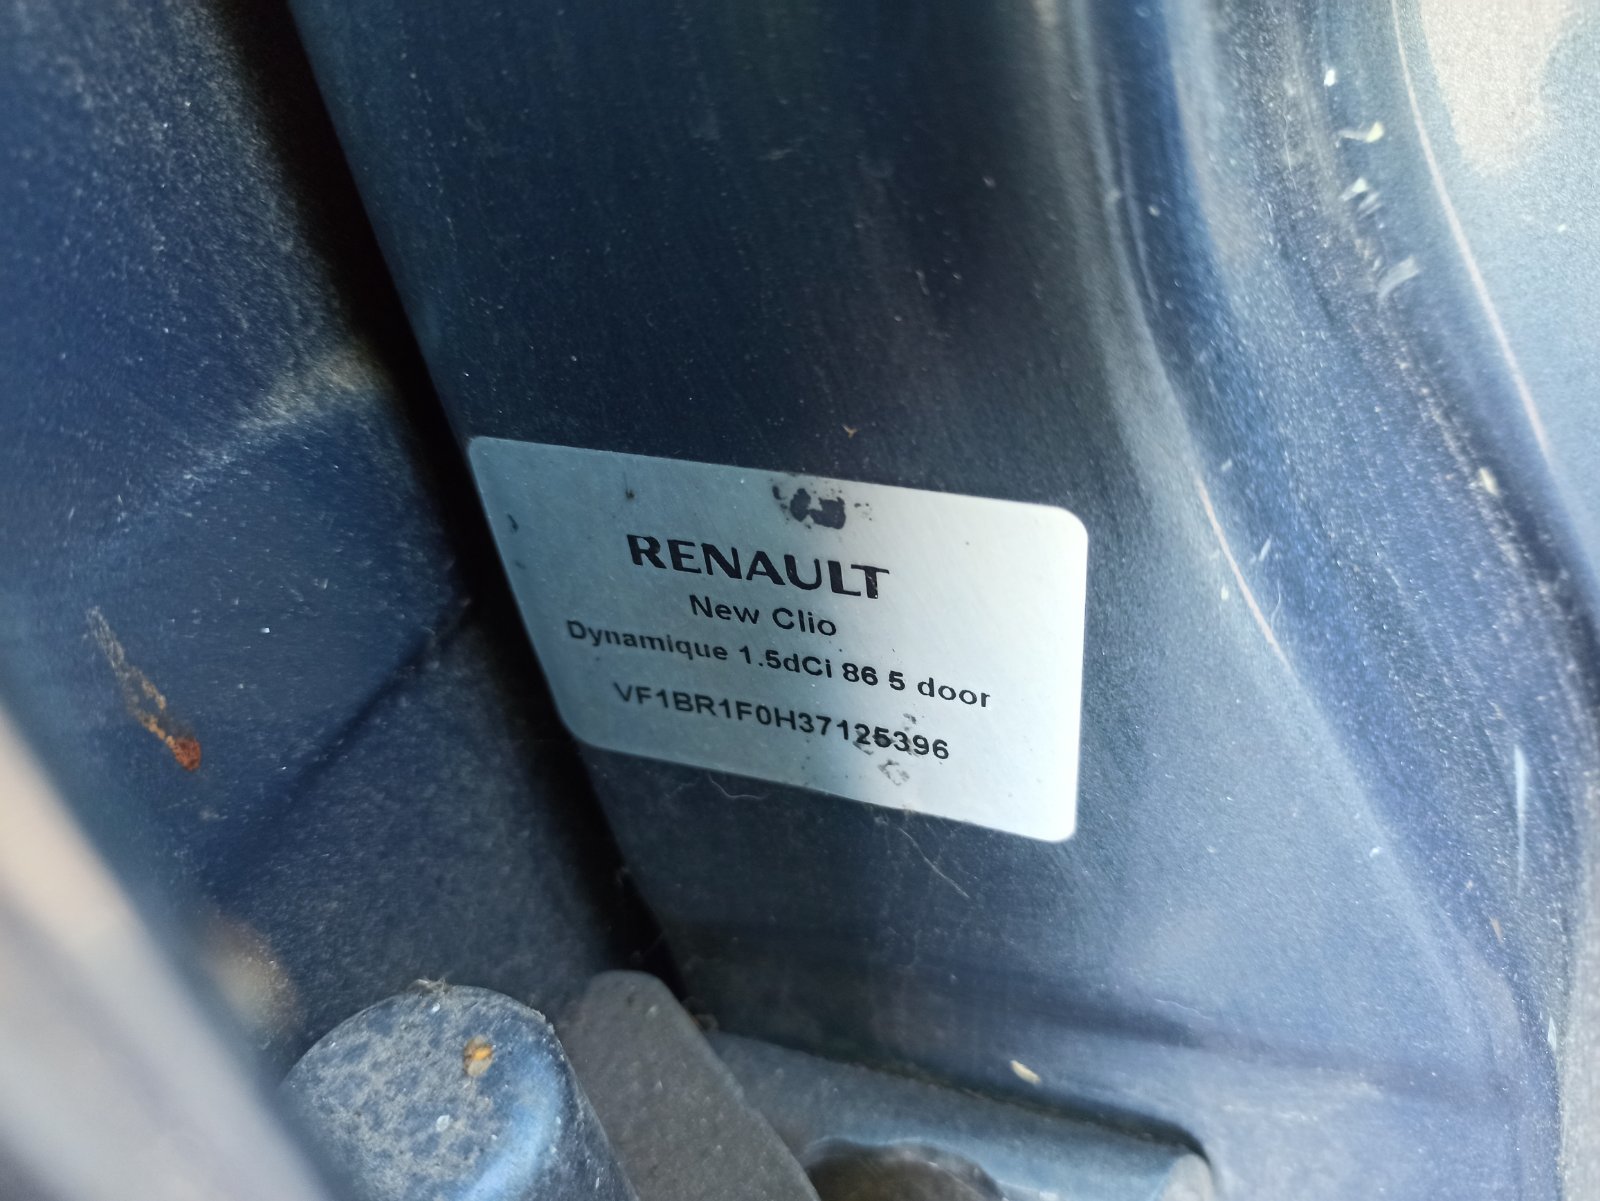 RENAULT
New Clio
Dynamique 1.5dCi 86 5 door
VF1BR1F0H37125396